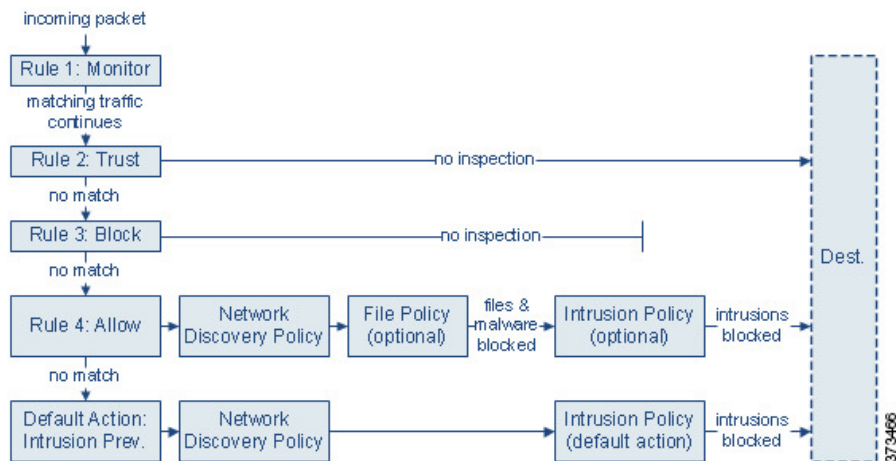 incoming packet
Rule 1: Monitor
matching traffic
continues
Rule 2: Trust
no inspection
no match
Rule 3: Block
no inspection
no match
Dest.
Rule 4: Allow
Network
Discovery Policy
File Policy
(optional)
files &
malware
blocked
Intrusion Policy
(optional)
intrusions
blocked
no match
Default Action:
Intrusion Prev.
Network
Discovery Policy
Intrusion Policy
(default action)
intrusions
blocked
373466